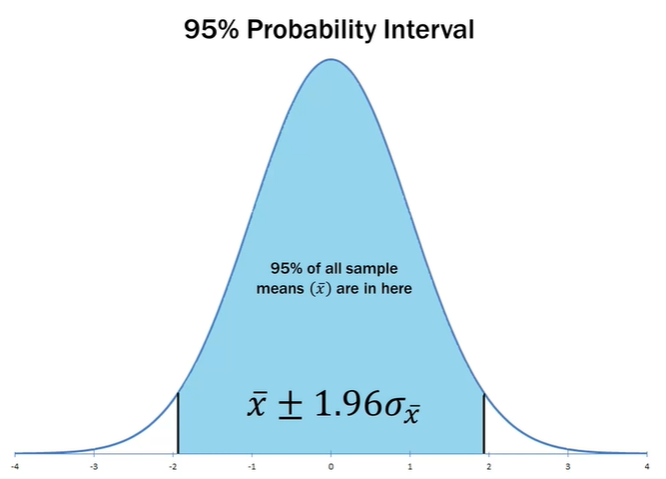 95% Probability Interval
95% of all sample
means (x̄) are in here
x̄ ± 1.96σx̄
-4 -3 -2 -1 0 1 2 3 4